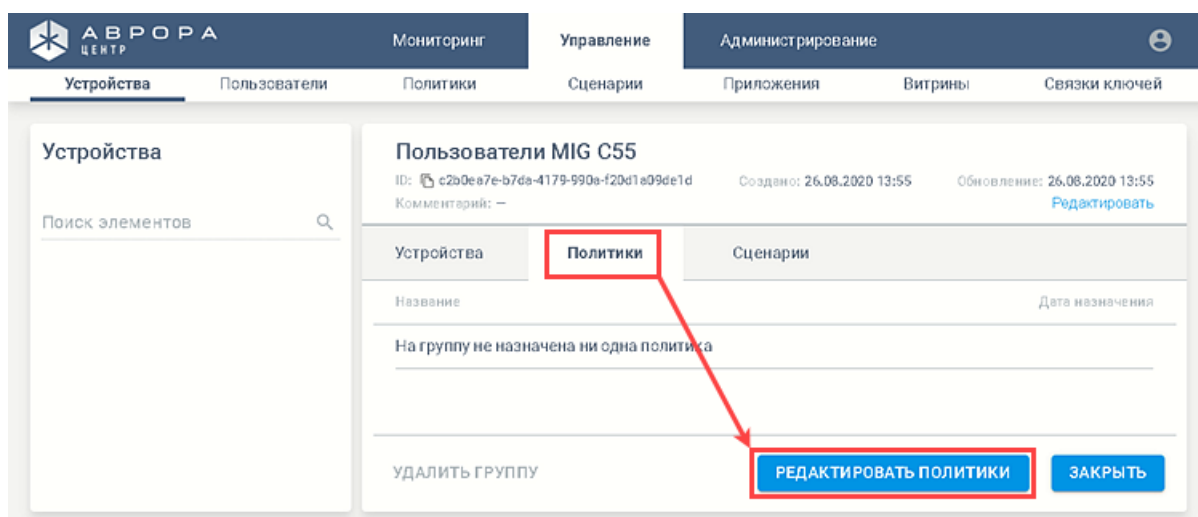 АВРОРА
ЦЕНТР
Мониторинг Управление Администрирование
Устройства Пользователи Политики Сценарии Приложения Витрины Связки ключей
Устройства
Поиск элементов
Пользователи MIG C55
ID: c2b0ea7e-b7da-4179-990a-f20d1a09de1d Создано: 26.08.2020 13:55 Обновление: 26.08.2020 13:55
Комментарий: — Редактировать
Устройства Политики Сценарии
Название Дата назначения
На группу не назначена ни одна политика
УДАЛИТЬ ГРУППУ РЕДАКТИРОВАТЬ ПОЛИТИКИ ЗАКРЫТЬ